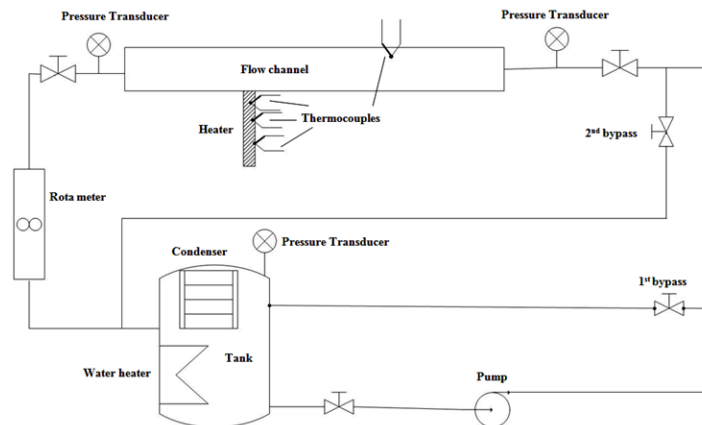 Pressure Transducer
Pressure Transducer
Flow channel
Thermocouples
Heater
2nd bypass
Rota meter
Condenser
Pressure Transducer
1st bypass
Water heater
Tank
Pump